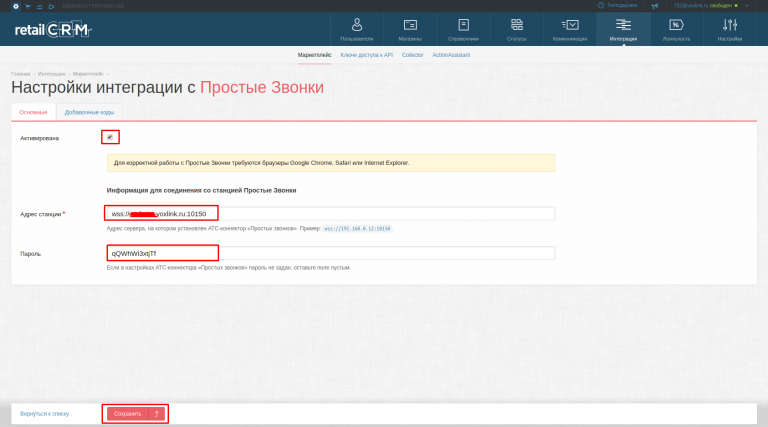 АДМИНИСТРИРОВАНИЕ
Техподдержка
свободен
retail CRM
Пользователи
Магазины
Справочники
Статусы
Коммуникации
Интеграция
Лояльность
Настройки
Маркетплейс
Ключи доступа к API
Collector
ActionAssistant
Главная
Интеграция
Маркетплейс
Настройки интеграции с Простые Звонки
Основные
Добавочные коды
Активирована
Для корректной работы с Простые Звонки требуются браузеры Google Chrome, Safari или Internet Explorer.
Информация для соединения со станцией Простые Звонки
Адрес станции *
wss://
.voxlink.ru:10150
Адрес сервера, на котором установлен АТС-коннектор «Простых звонков». Пример: wss://192.168.0.12:10150.
Пароль
qQWhWi3xtjTf
Если в настройках АТС-коннектора «Простых звонков» пароль не задан, оставьте поле пустым.
Вернуться к списку
Сохранить